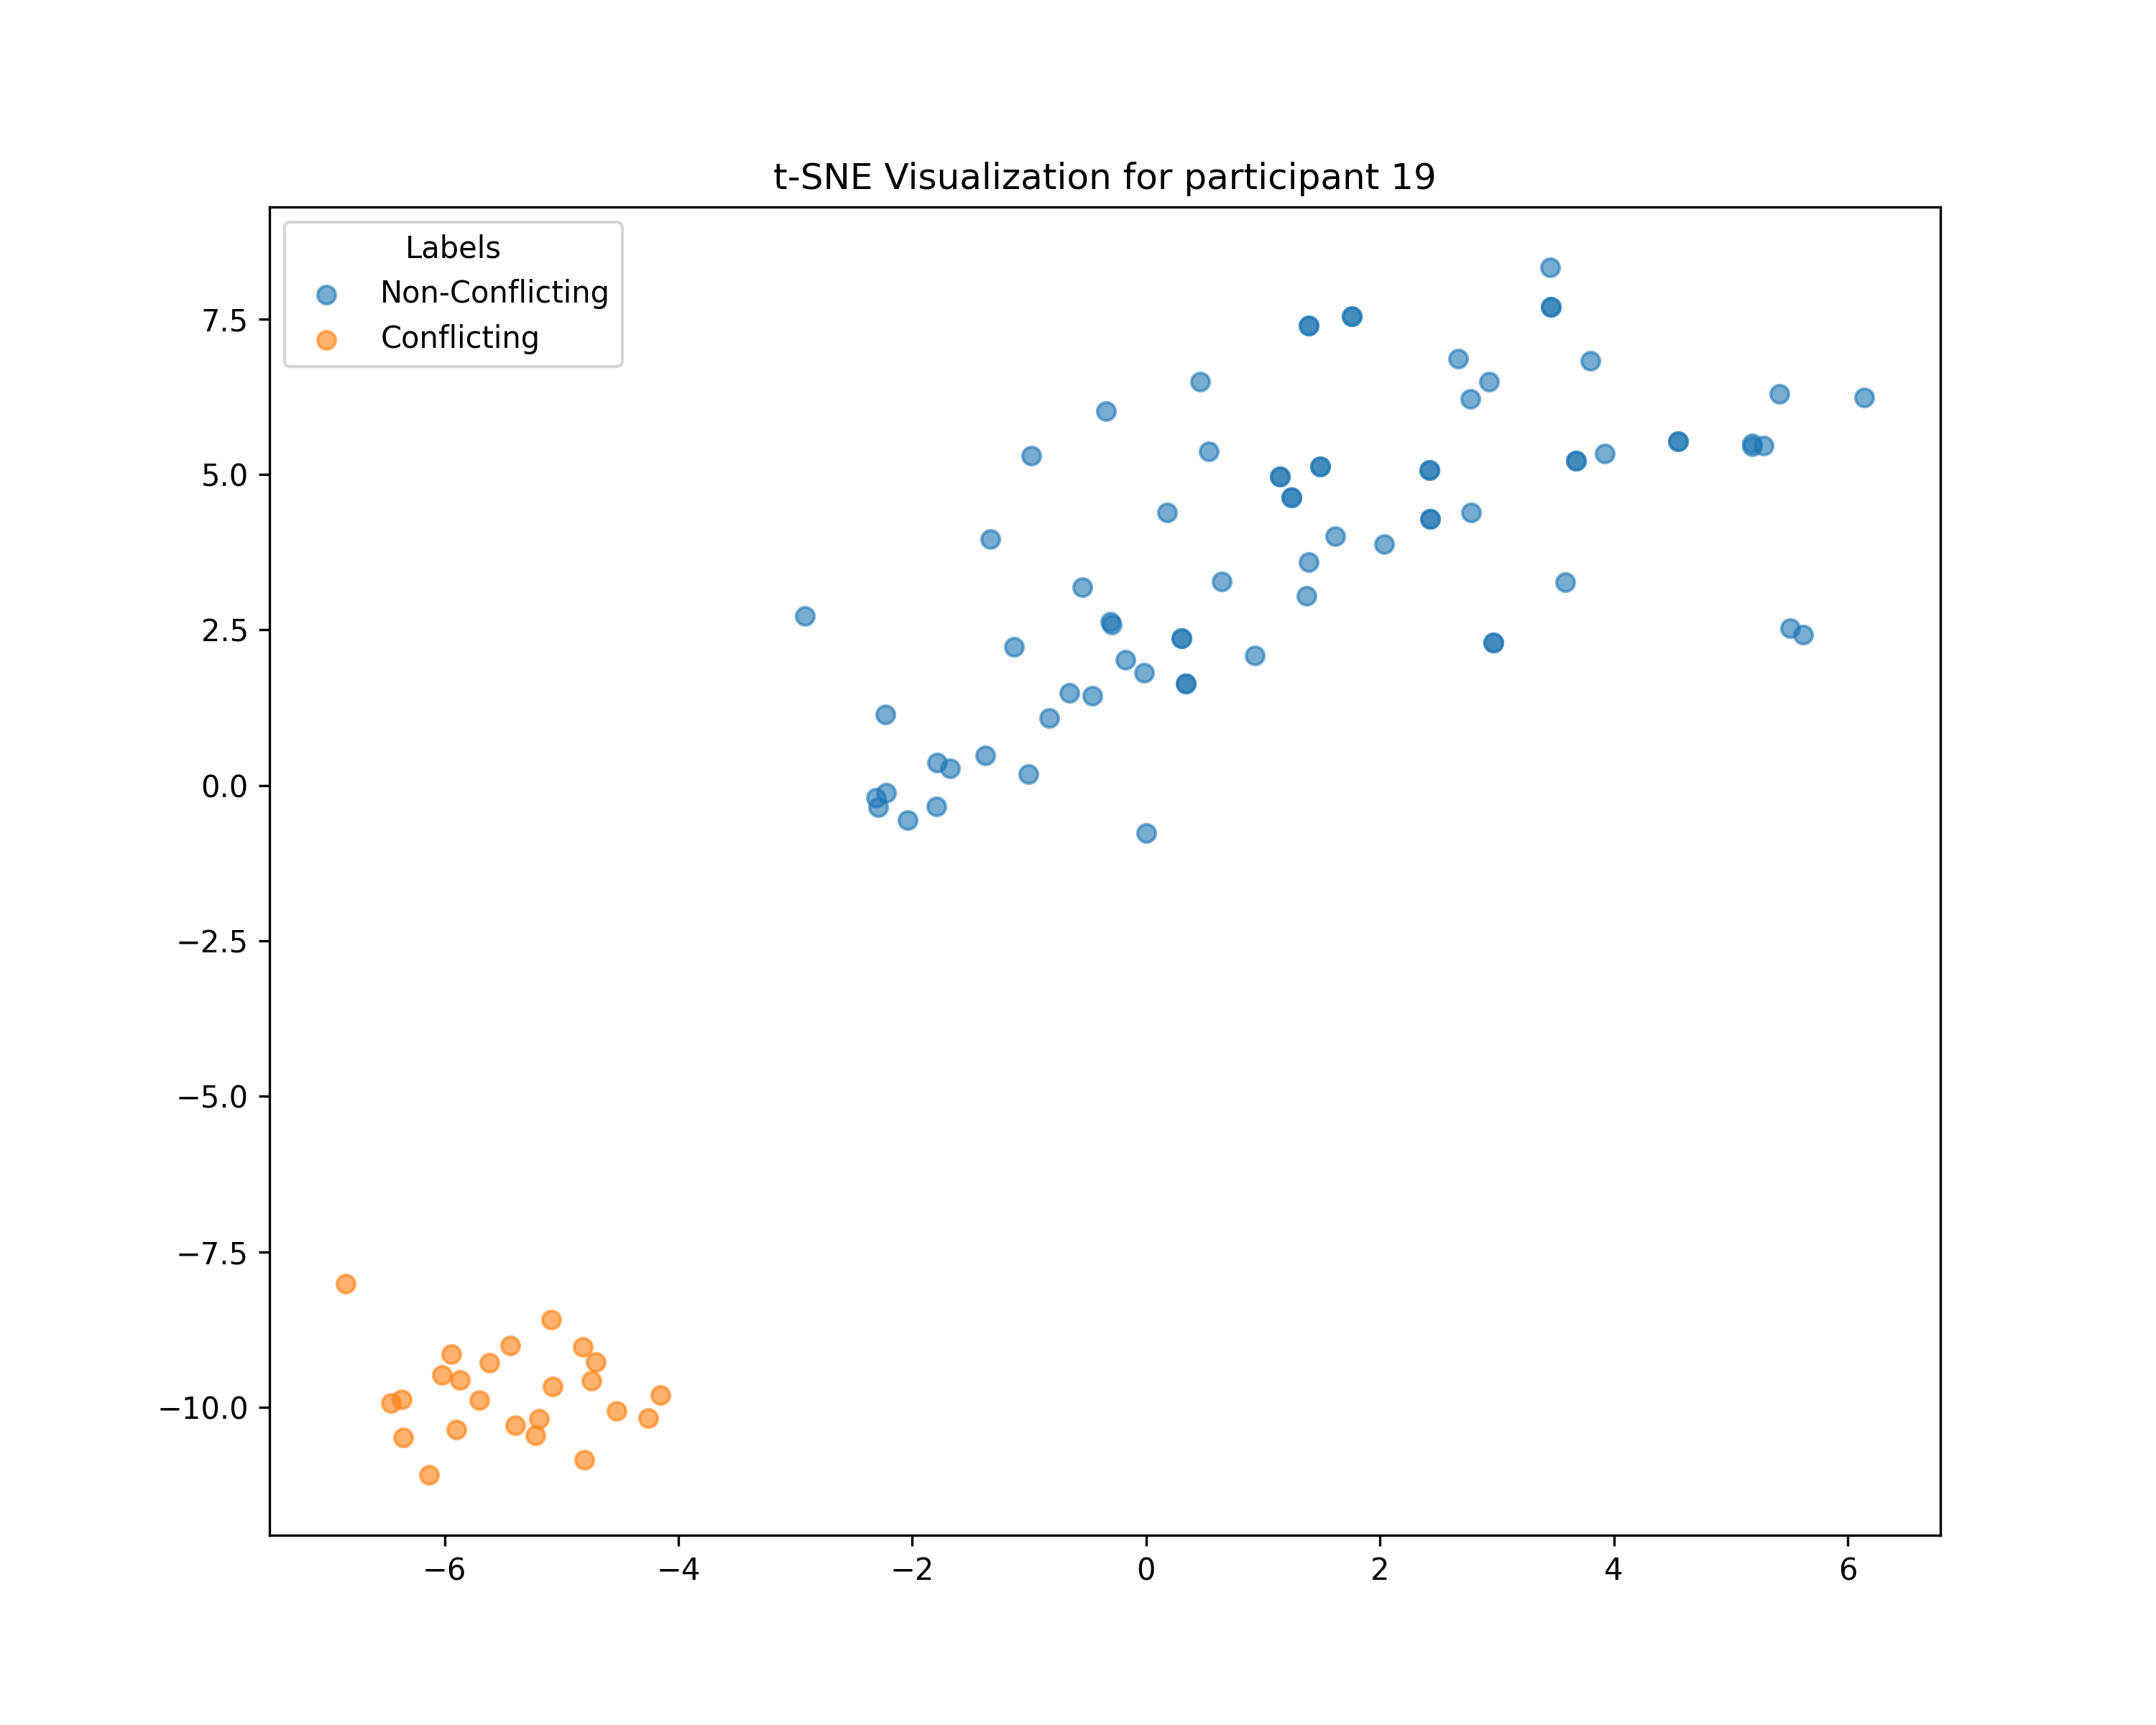 t-SNE Visualization for participant 19
Labels
Non-Conflicting
Conflicting
7.5
5.0
2.5
0.0
−2.5
−5.0
−7.5
−10.0
−6 −4 −2 0 2 4 6